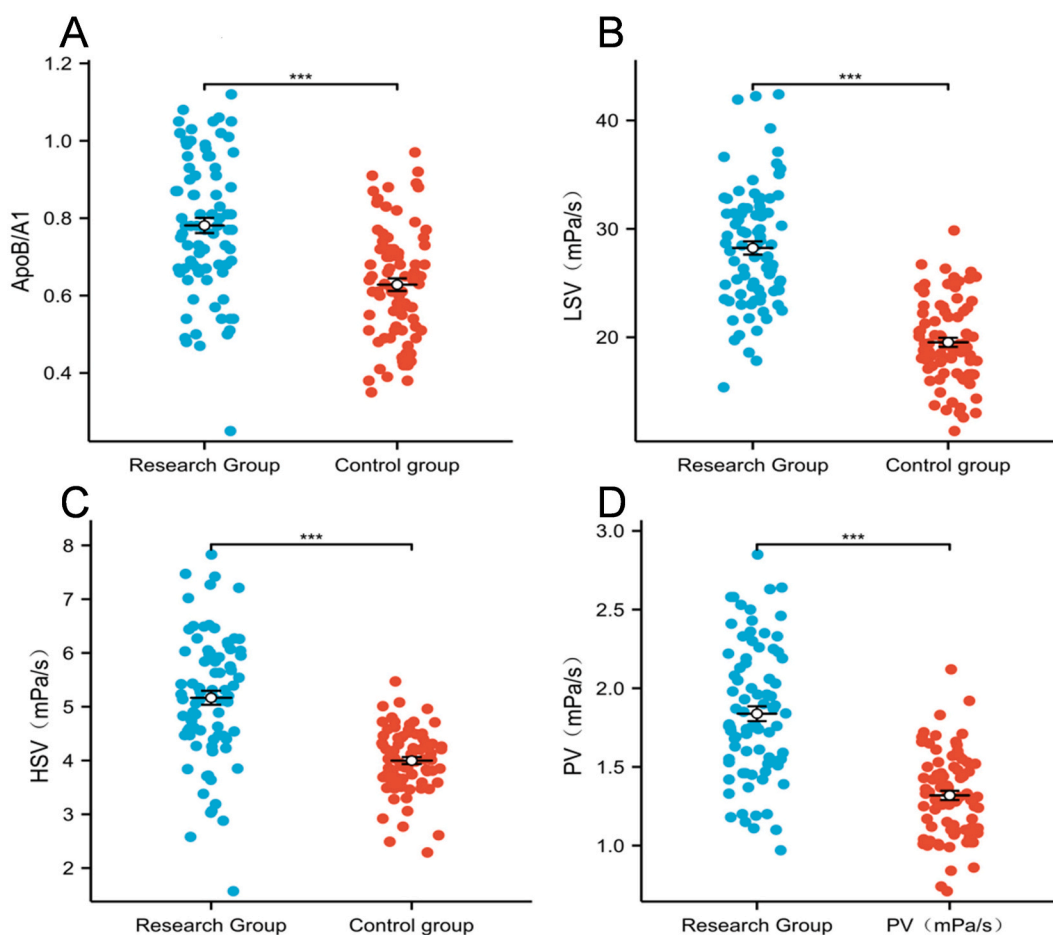 A
B
***
***
1.2
1.0
0.8
0.6
0.4
ApoB/A1
40
30
20
LSV（mPa/s）
Research Group
Control group
Research Group
Control group
C
D
***
***
8
7
6
5
4
3
2
HSV（mPa/s）
3.0
2.5
2.0
1.5
1.0
PV（mPa/s）
Research Group
Control group
Research Group
PV（mPa/s）